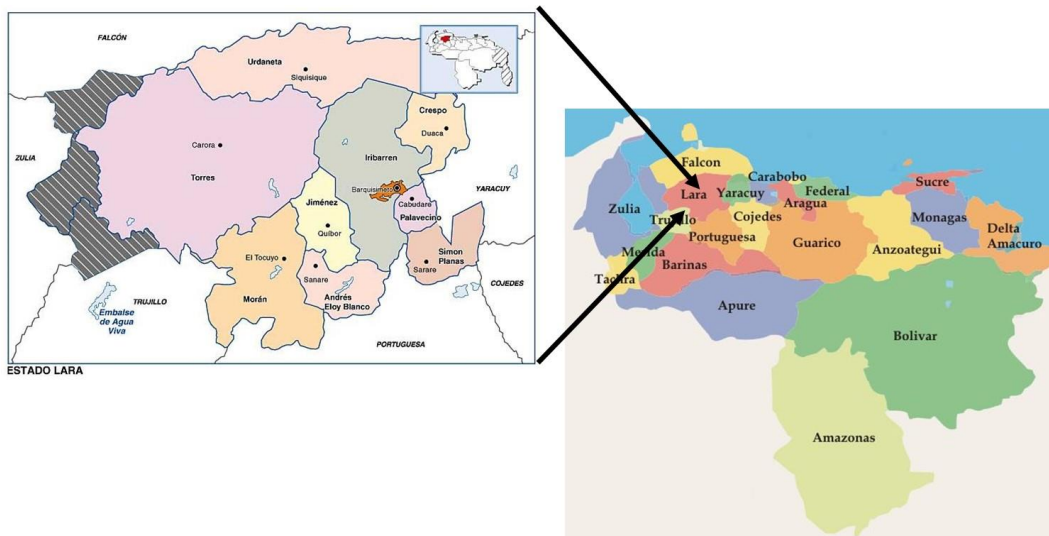 FALCÓN
Urdaneta
Siquisique
Crespo
Duaca
ZULIA
Carora
Iribarren
Torres
Barquisimeto
YARACUY
Cabudare
Jiménez
Palavecino
Quíbor
Simon
Planas
El Tocuyo
Sanare
Sarare
COJEDES
Morán
Andrés
Eloy Blanco
TRUJILLO
Embalse
de Agua
Viva
PORTUGUESA
ESTADO LARA
Falcon
Carabobo
Federal
Sucre
Lara
Yaracuy
Aragua
Zulia
Trujillo
Cojedes
Monagas
Delta
Amacuro
Portuguesa
Guarico
Anzoategui
Merida
Barinas
Tachra
Apure
Bolivar
Amazonas